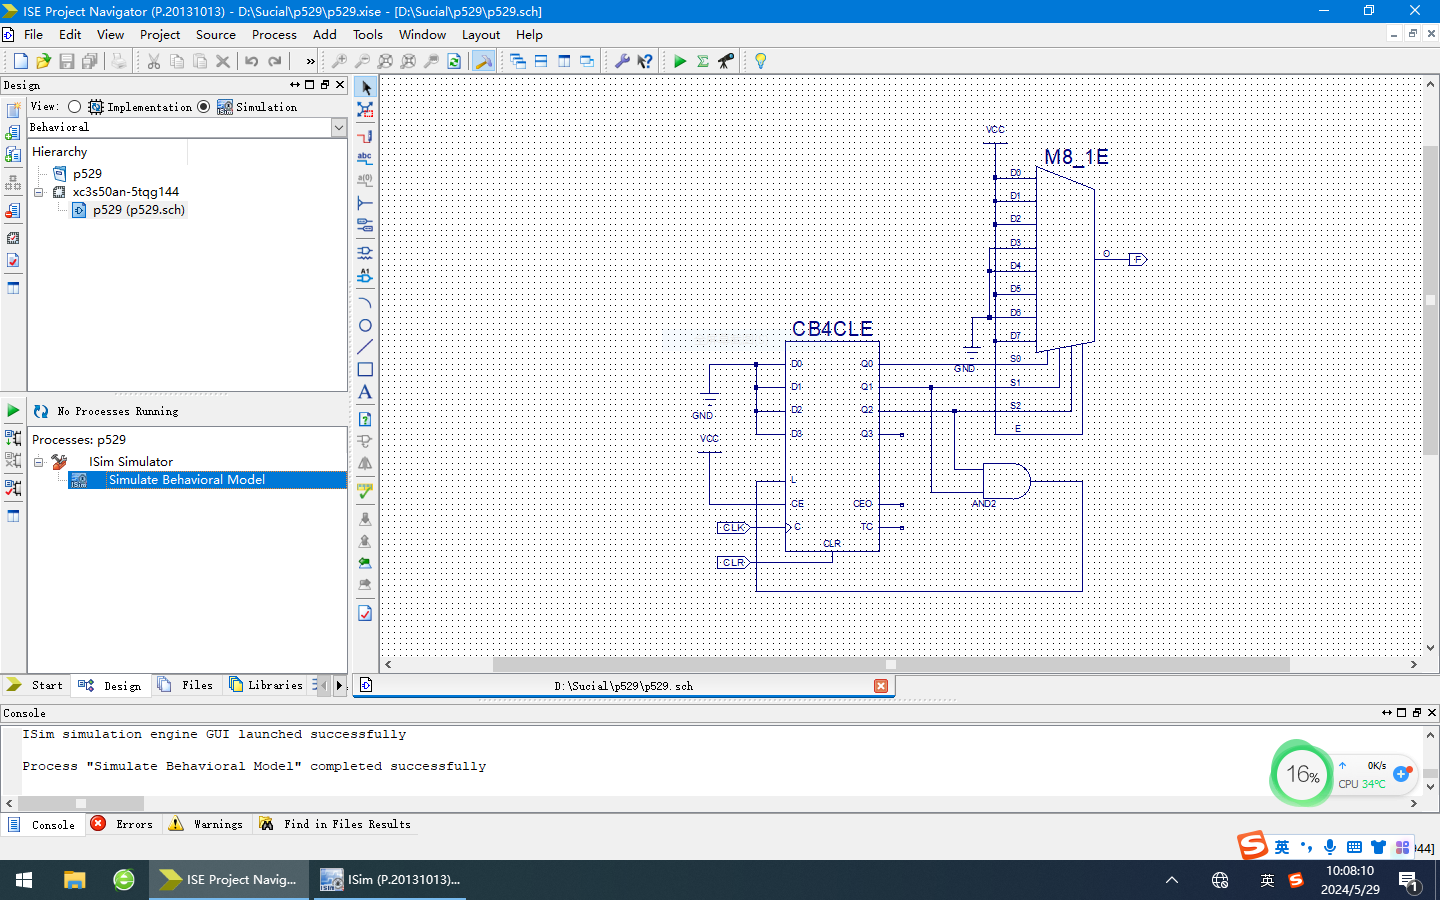 ISE Project Navigator (P.20131013) - D:\Sucial\p529\p529.xise - [D:\Sucial\p529\p529.sch]
File Edit View Project Source Process Add Tools Window Layout Help
Design
View: Implementation Simulation
Behavioral
Hierarchy
p529
xc3s50an-5tqg144
p529 (p529.sch)
No Processes Running
Processes: p529
ISim Simulator
Simulate Behavioral Model
Start Design Files Libraries
abc
a(0)
A1
A
VCC
M8_1E
D0
D1
D2
D3
D4
D5
D6
D7
S0
S1
S2
E
O
F
GND
CB4CLE
D0 Q0
D1 Q1
D2 Q2
D3 Q3
GND
VCC
L
CE CEO
C TC
CLR
CLK
CLR
AND2
D:\Sucial\p529\p529.sch
Console
ISim simulation engine GUI launched successfully
Process "Simulate Behavioral Model" completed successfully
16%
0K/s
CPU 34℃
Console Errors Warnings Find in Files Results
英
944]
ISE Project Navig...
ISim (P.20131013)...
英
10:08:10
2024/5/29
1